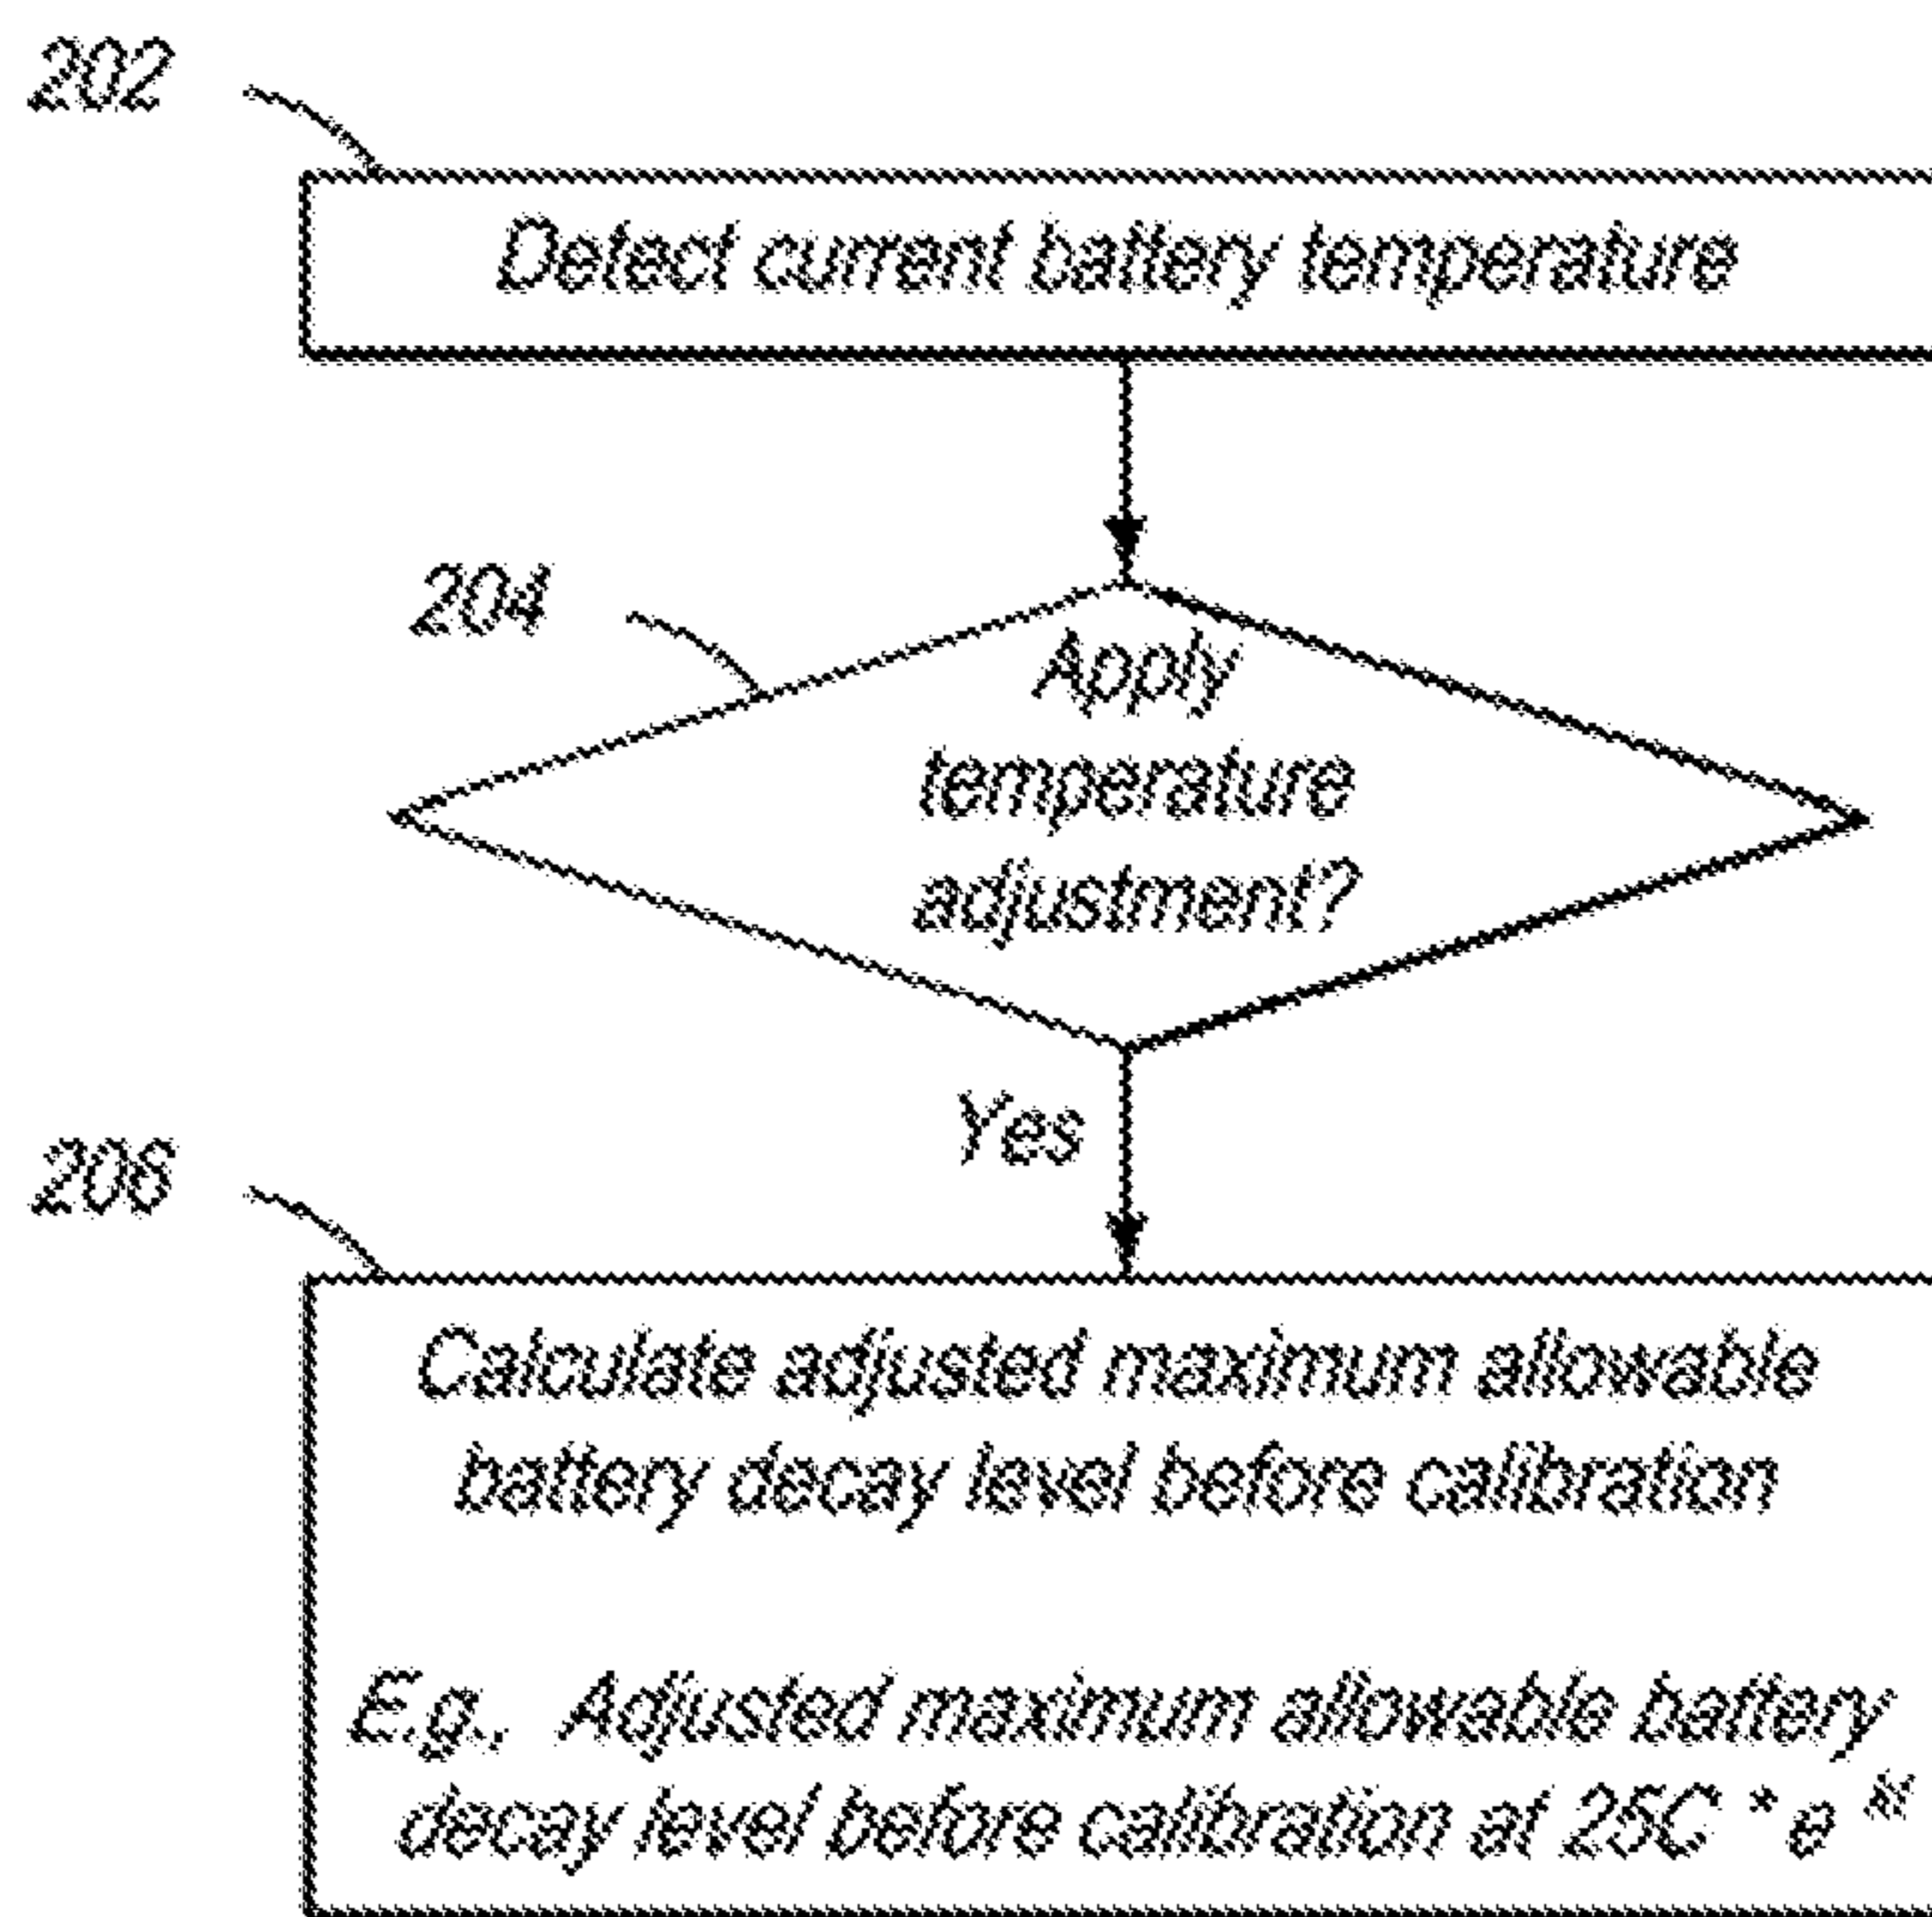 202
Detect current battery temperature
204
Apply
temperature
adjustment?
Yes
206
Calculate adjusted maximum allowable
battery decay level before calibration
E.g., Adjusted maximum allowable battery
decay level before calibration at 25C * e